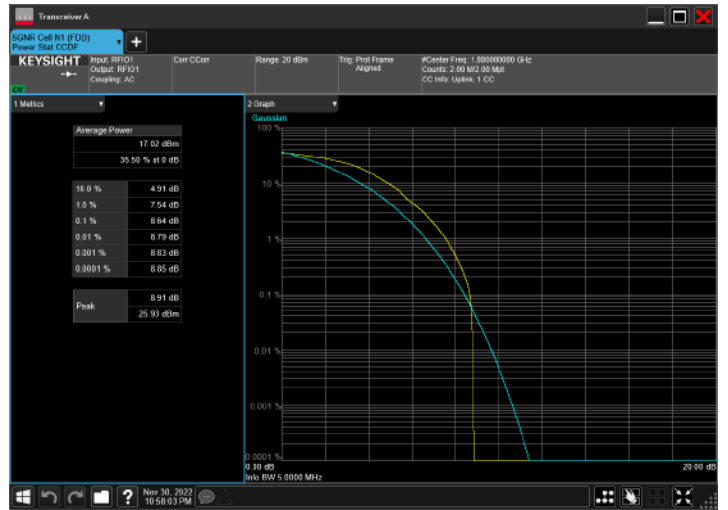 Transceiver A
5GNR Cell N1 (FDD)
Power Stat CCDF
KEYSIGHT
Input: RFIO1
Output: RFIO1
Coupling: AC
Corr CCorr
Range: 20 dBm
Trig: Prot Frame
Aligned
#Center Freq: 1.800000000 GHz
Counts: 2.00 M/2.00 Mpt
CC Info: Uplink, 1 CC
1 Metrics
Average Power
17.02 dBm
35.50 % at 0 dB
10.0 % 4.91 dB
1.0 % 7.54 dB
0.1 % 8.64 dB
0.01 % 8.79 dB
0.001 % 8.83 dB
0.0001 % 8.85 dB
Peak
8.91 dB
25.93 dBm
2 Graph
Gaussian
100 %
10 %
1 %
0.1 %
0.01 %
0.001 %
0.0001 %
0.00 dB
20.00 dB
Info BW 5.0000 MHz
?
Nov 30, 2022
10:58:03 PM